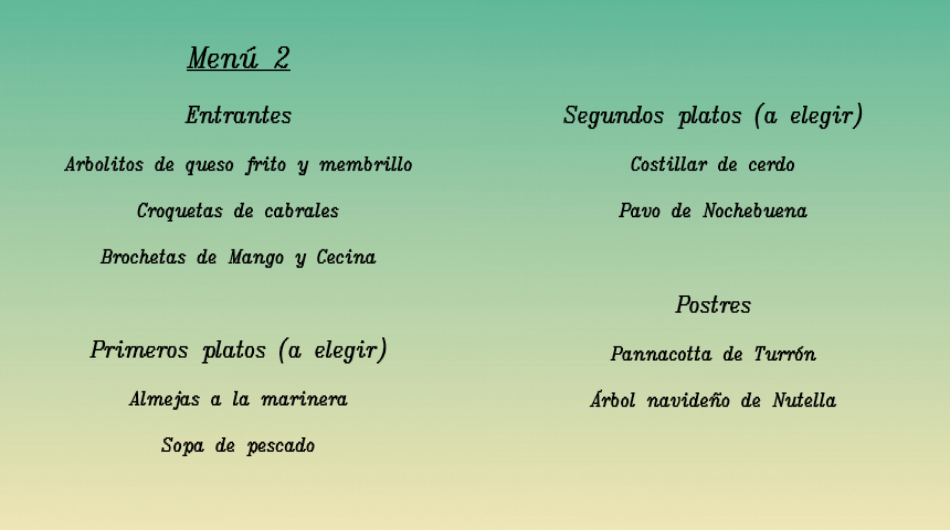 Menú 2
Entrantes
Arbolitos de queso frito y membrillo
Croquetas de cabrales
Brochetas de Mango y Cecina
Primeros platos (a elegir)
Almejas a la marinera
Sopa de pescado
Segundos platos (a elegir)
Costillar de cerdo
Pavo de Nochebuena
Postres
Pannacotta de Turrón
Árbol navideño de Nutella